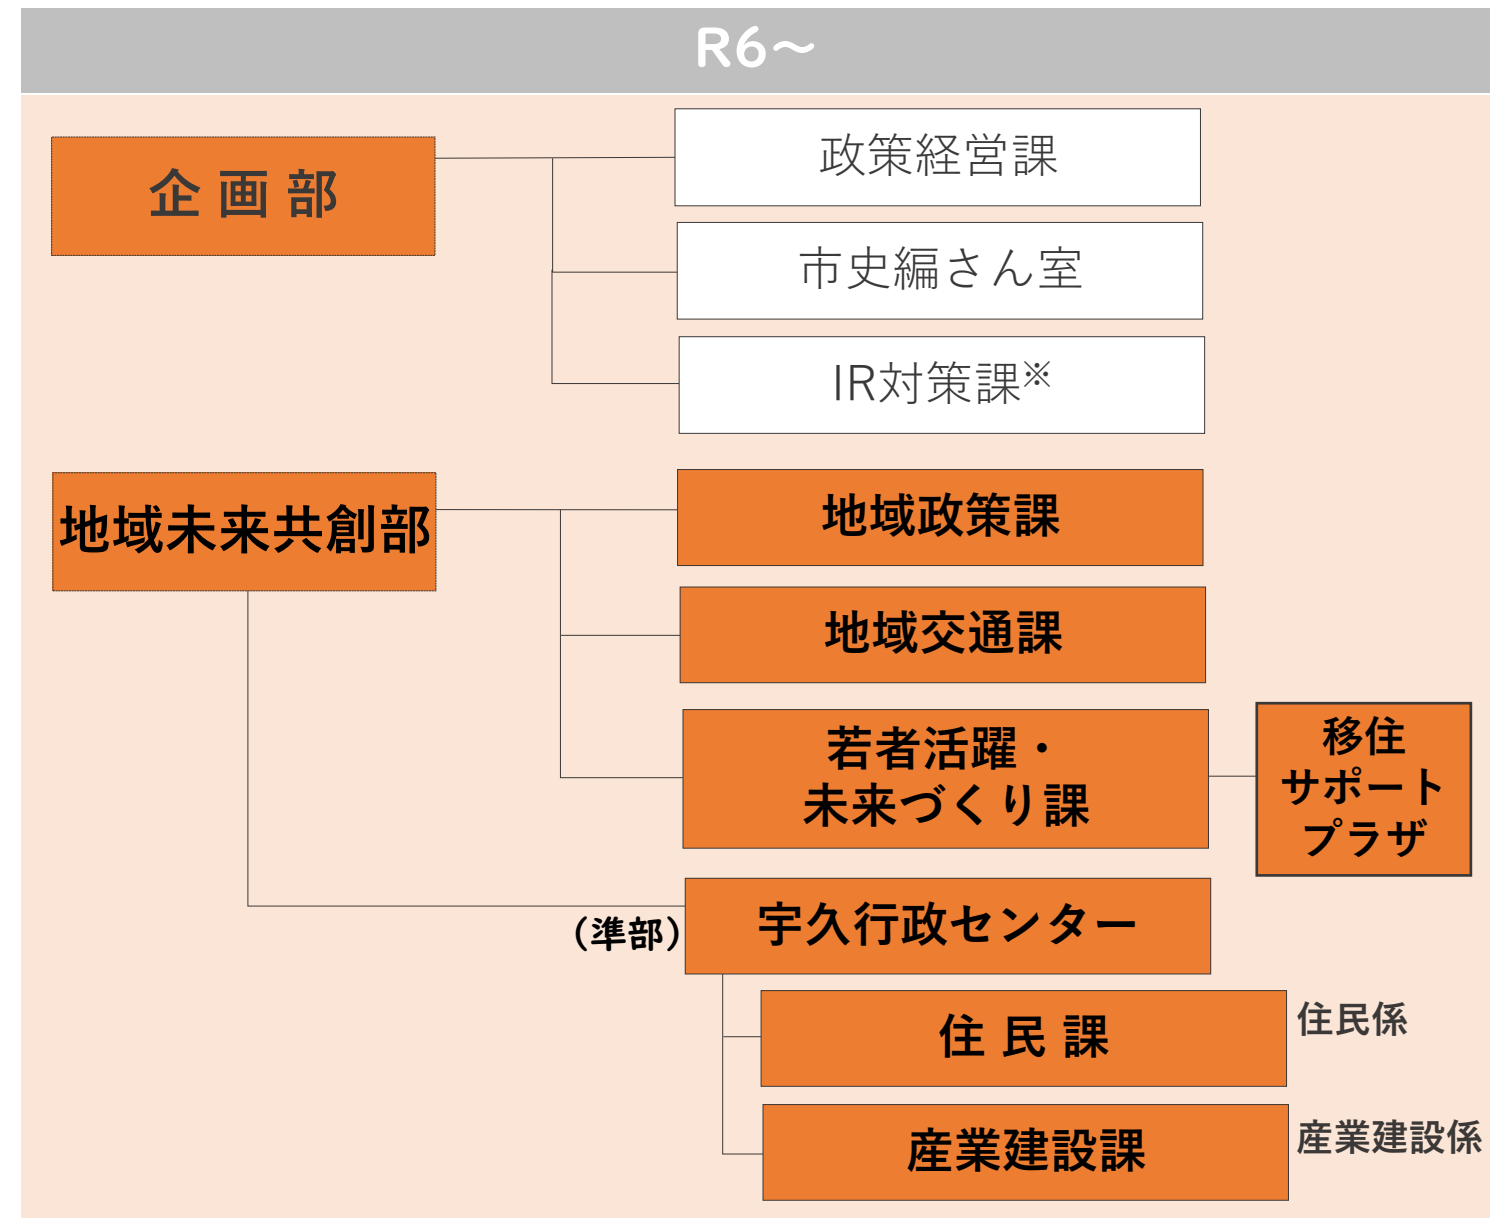 R6～
企画部
政策経営課
市史編さん室
IR対策課※
地域未来共創部
地域政策課
地域交通課
若者活躍・
未来づくり課
移住
サポート
プラザ
（準部）
宇久行政センター
住民課
住民係
産業建設課
産業建設係